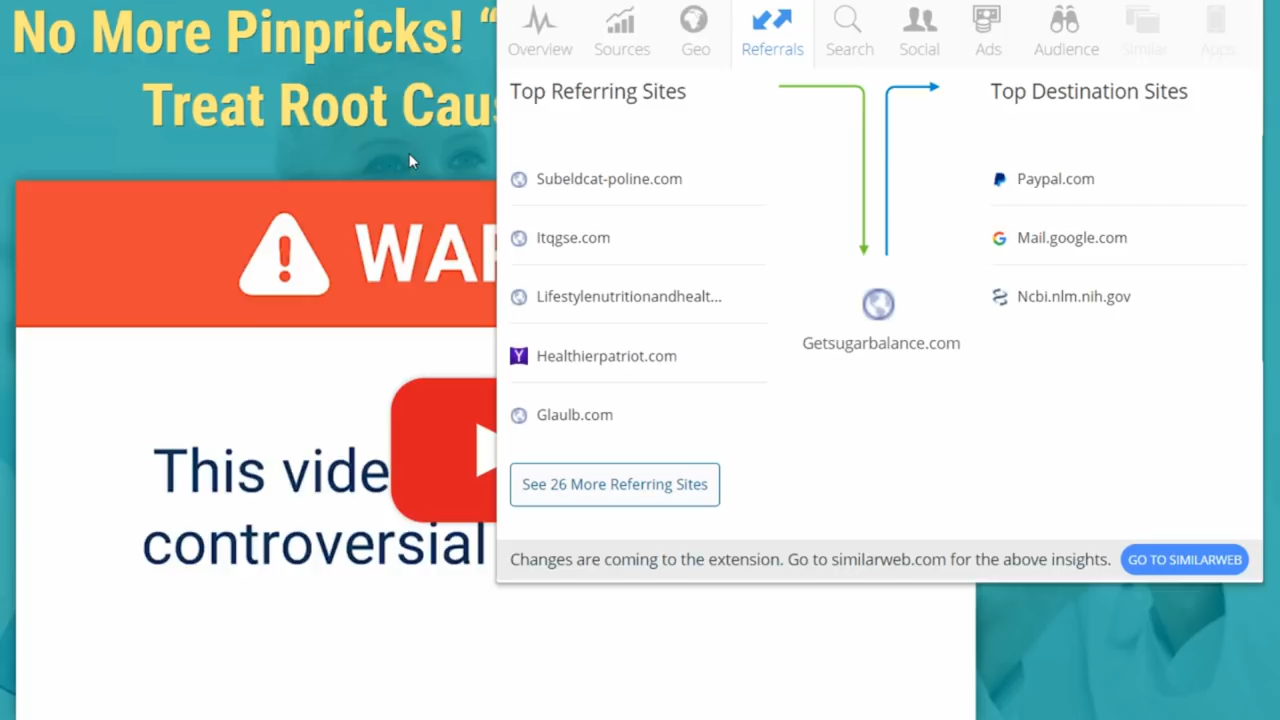 No More Pinpricks! “
Treat Root Caus
WAR
This vide
controversial
Overview
Sources
Geo
Referrals
Search
Social
Ads
Audience
Similar
Apps
Top Referring Sites
Subeldcat-poline.com
Itqgse.com
Lifestylenutritionandhealt...
Healthierpatriot.com
Glaulb.com
See 26 More Referring Sites
Getsugarbalance.com
Top Destination Sites
Paypal.com
Mail.google.com
Ncbi.nlm.nih.gov
Changes are coming to the extension. Go to similarweb.com for the above insights.
GO TO SIMILARWEB